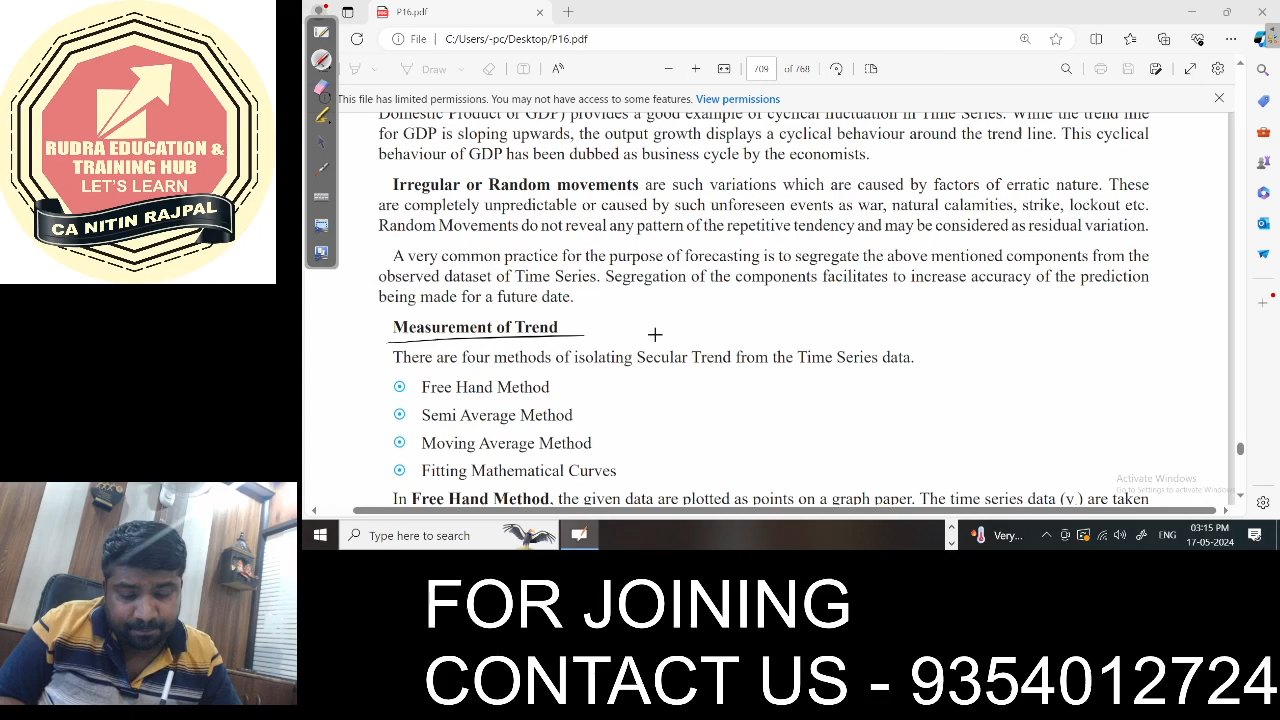 RUDRA EDUCATION &
TRAINING HUB
LET'S LEARN
CA NITIN RAJPAL
P16.pdf
File C:/Users/-pc/Desktop/P16.pdf
Draw
709 of 768
This file has limited permissions. You may not have access to some features. View permissions
Domestic Product or GDP) provides a good example of cyclical fluctuation in Time Series. While the trend line
for GDP is sloping upwards, the output growth displays a cyclical behaviour around the trend line. This cyclical
behaviour of GDP has been dubbed as business cycle by the economists.
Irregular or Random movements are such variations which are caused by factors of erratic nature. These
are completely unpredictable or caused by such unforeseen events as war, natural calamities, strike, lockout etc.
Random Movements do not reveal any pattern of the repetitive tendency and may be considered as residual variation.
A very common practice for the purpose of forecasting is to segregate the above mentioned components from the
observed dataset of Time Series. Segregation of the components facilitates to increase accuracy of the prediction
being made for a future date.
Measurement of Trend
There are four methods of isolating Secular Trend from the Time Series data.
Free Hand Method
Semi Average Method
Moving Average Method
Fitting Mathematical Curves
In Free Hand Method, the given data are plotted as points on a graph paper. The time series data (y) are taken
Activate Windows
Go to Settings to activate Windows.
Type here to search
Very...
ENG
03:15 PM
17-05-2024
FOR JOINING
CONTACT US - 9354012724